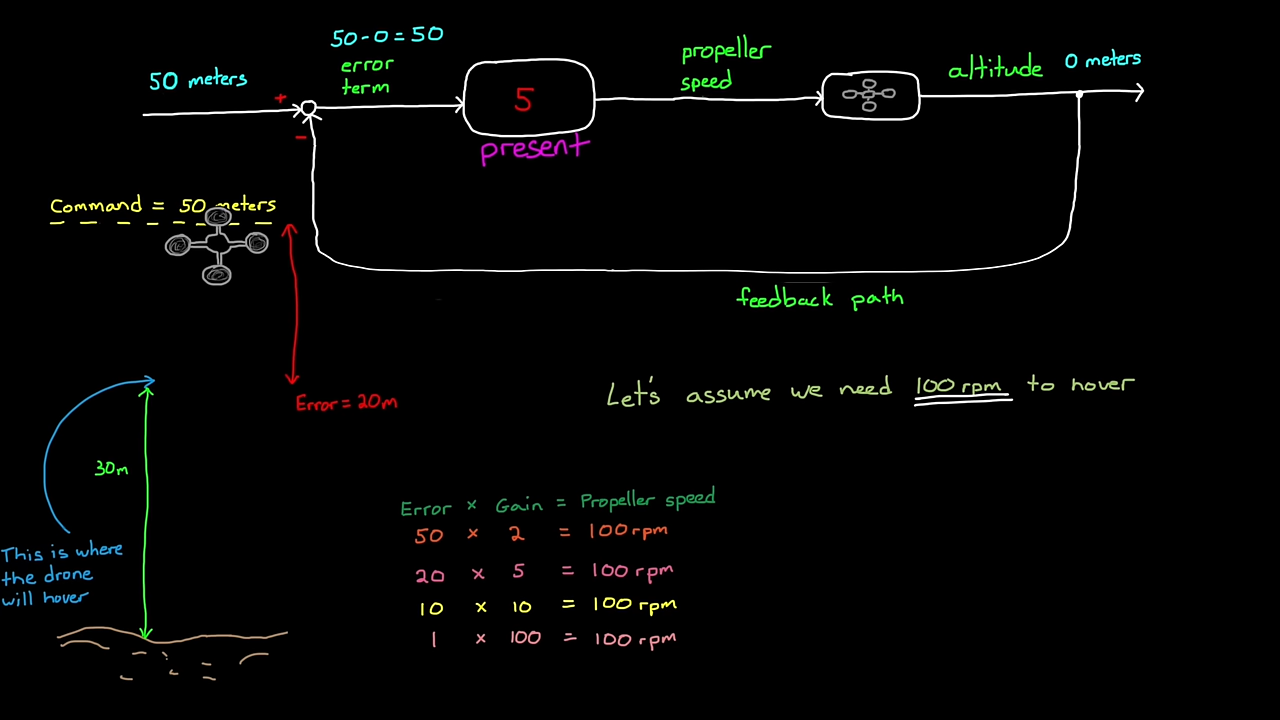 50 - 0 = 50
error
term
50 meters
+
-
5
present
propeller
speed
altitude
0 meters
feedback path
Command = 50 meters
Error = 20m
30m
This is where
the drone
will hover
Let's assume we need 100 rpm to hover
Error × Gain = Propeller speed
50 × 2 = 100 rpm
20 × 5 = 100 rpm
10 × 10 = 100 rpm
1 × 100 = 100 rpm